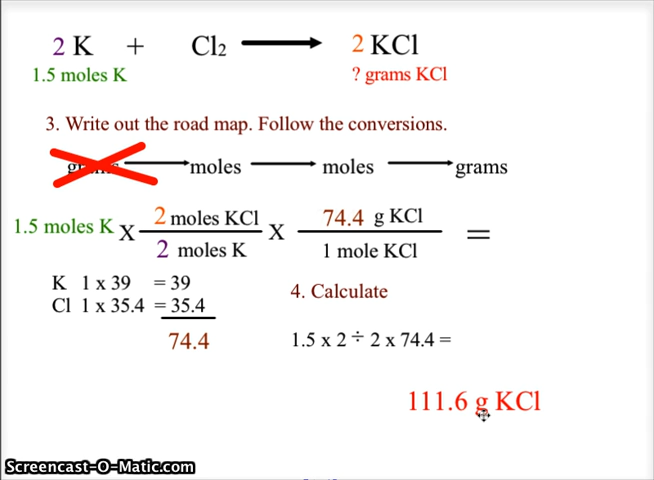 2 K + Cl2 → 2 KCl
1.5 moles K ? grams KCl
3. Write out the road map. Follow the conversions.
grams → moles → moles → grams
1.5 moles K X 2 moles KCl X 74.4 g KCl =
2 moles K 1 mole KCl
K 1 x 39 = 39
Cl 1 x 35.4 = 35.4
74.4
4. Calculate
1.5 x 2 ÷ 2 x 74.4 =
111.6 g KCl
Screencast-O-Matic.com